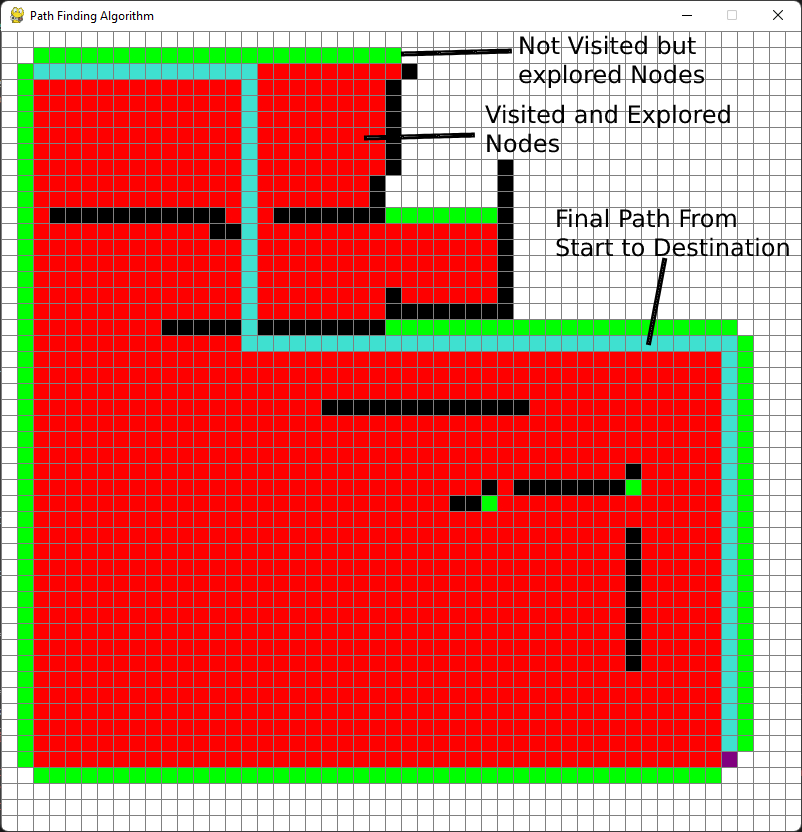 Path Finding Algorithm
Not Visited but
explored Nodes
Visited and Explored
Nodes
Final Path From
Start to Destination